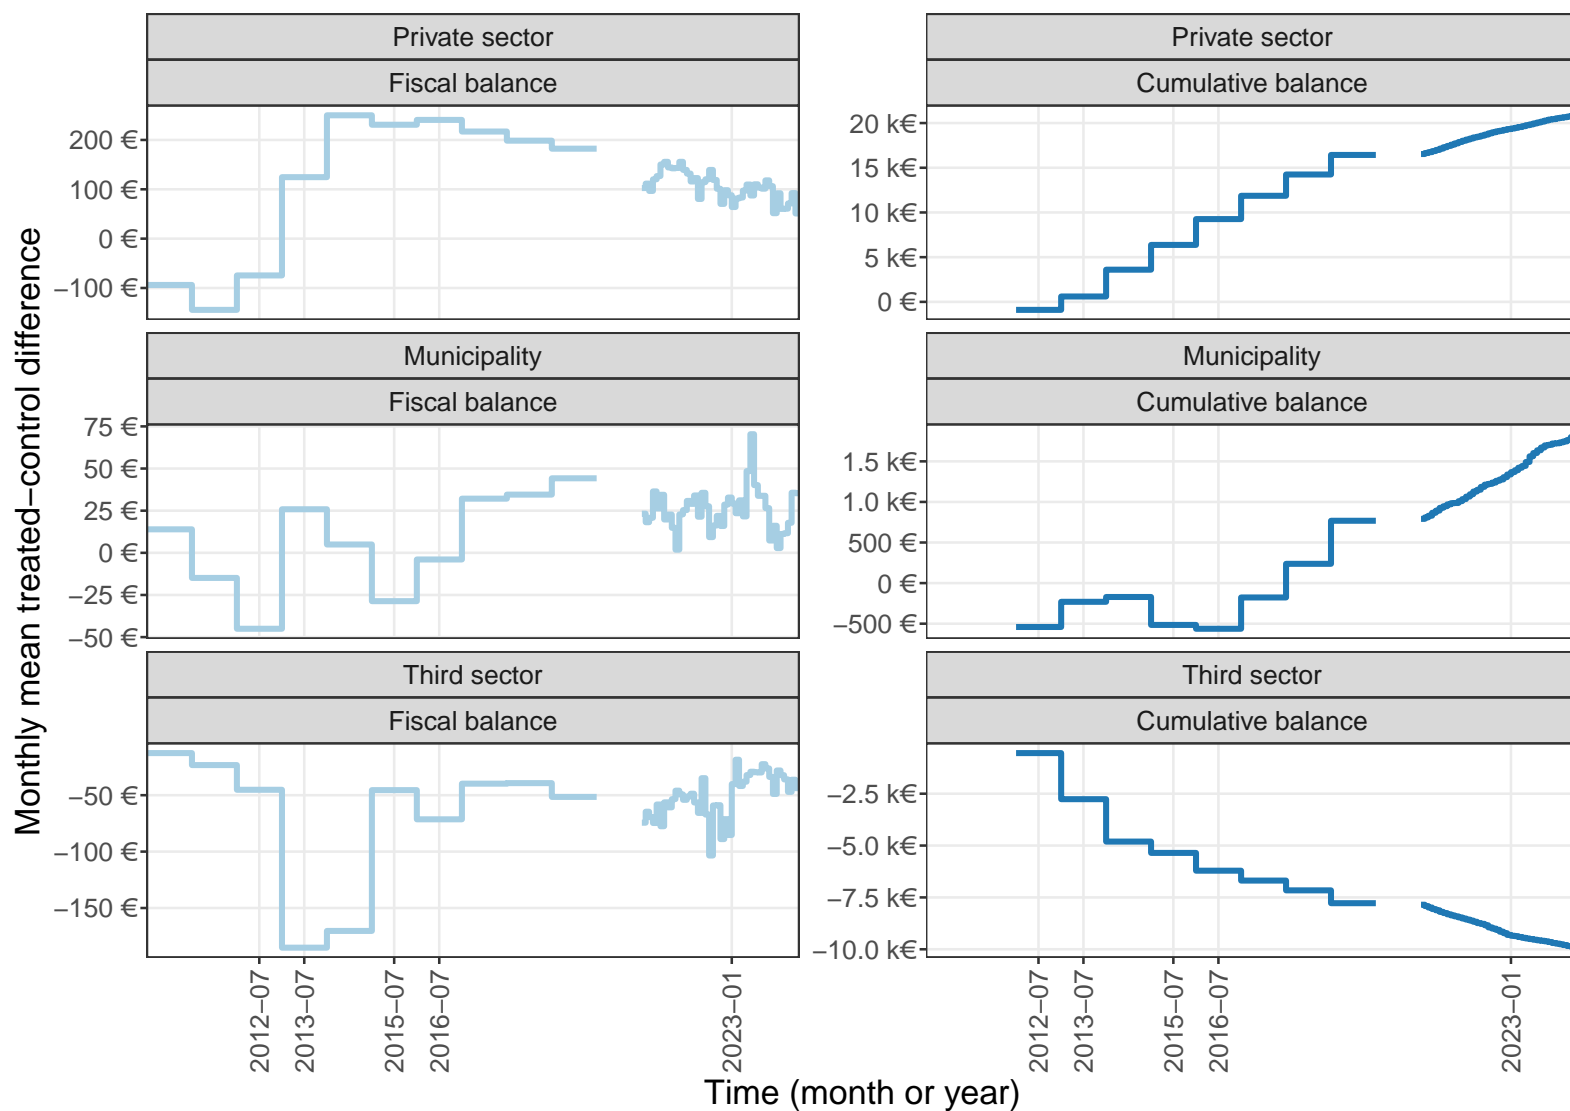 Monthly mean treated−control difference
Private sector
Fiscal balance
200 €
100 €
0 €
−100 €
Private sector
Cumulative balance
20 k€
15 k€
10 k€
5 k€
0 €
Municipality
Fiscal balance
75 €
50 €
25 €
0 €
−25 €
−50 €
Municipality
Cumulative balance
1.5 k€
1.0 k€
500 €
0 €
−500 €
Third sector
Fiscal balance
−50 €
−100 €
−150 €
Third sector
Cumulative balance
−2.5 k€
−5.0 k€
−7.5 k€
−10.0 k€
2012−07
2013−07
2015−07
2016−07
2023−01
2012−07
2013−07
2015−07
2016−07
2023−01
Time (month or year)